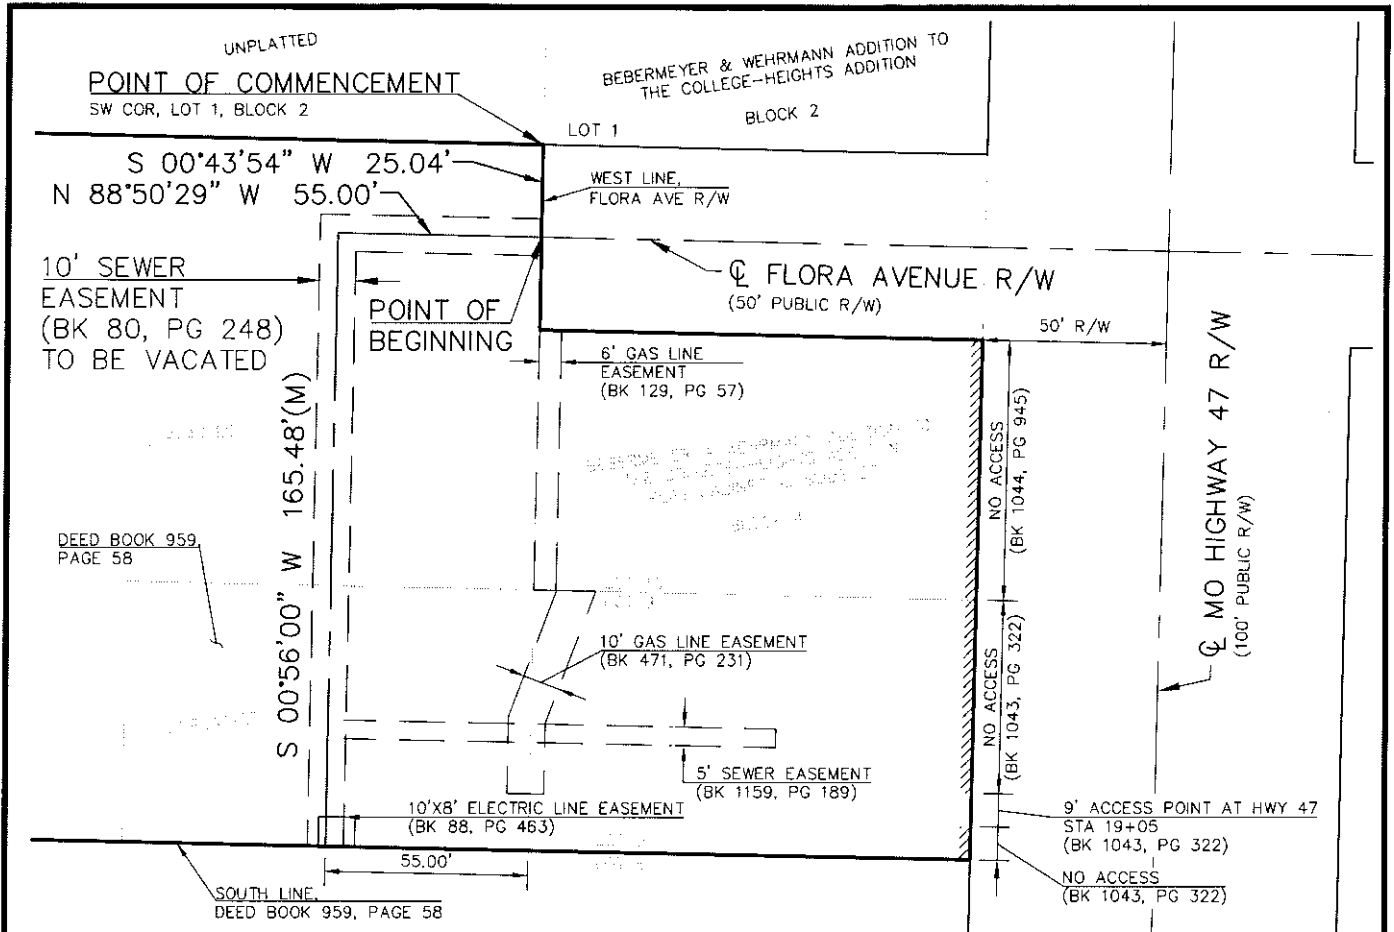 UNPLATTED
POINT OF COMMENCEMENT
SW COR, LOT 1, BLOCK 2
BEBERMEYER & WEHRMANN ADDITION TO
THE COLLEGE-HEIGHTS ADDITION
BLOCK 2
LOT 1
S 00°43'54" W 25.04'
N 88°50'29" W 55.00'
WEST LINE,
FLORA AVE R/W
10' SEWER
EASEMENT
(BK 80, PG 248)
TO BE VACATED
POINT OF
BEGINNING
℄ FLORA AVENUE R/W
(50' PUBLIC R/W)
50' R/W
6' GAS LINE
EASEMENT
(BK 129, PG 57)
S 00°56'00" W 165.48'(M)
NO ACCESS
(BK 1044, PG 945)
℄ MO HIGHWAY 47 R/W
(100' PUBLIC R/W)
DEED BOOK 959,
PAGE 58
10' GAS LINE EASEMENT
(BK 471, PG 231)
NO ACCESS
(BK 1043, PG 322)
5' SEWER EASEMENT
(BK 1159, PG 189)
10'X8' ELECTRIC LINE EASEMENT
(BK 88, PG 463)
9' ACCESS POINT AT HWY 47
STA 19+05
(BK 1043, PG 322)
55.00'
NO ACCESS
(BK 1043, PG 322)
SOUTH LINE,
DEED BOOK 959, PAGE 58